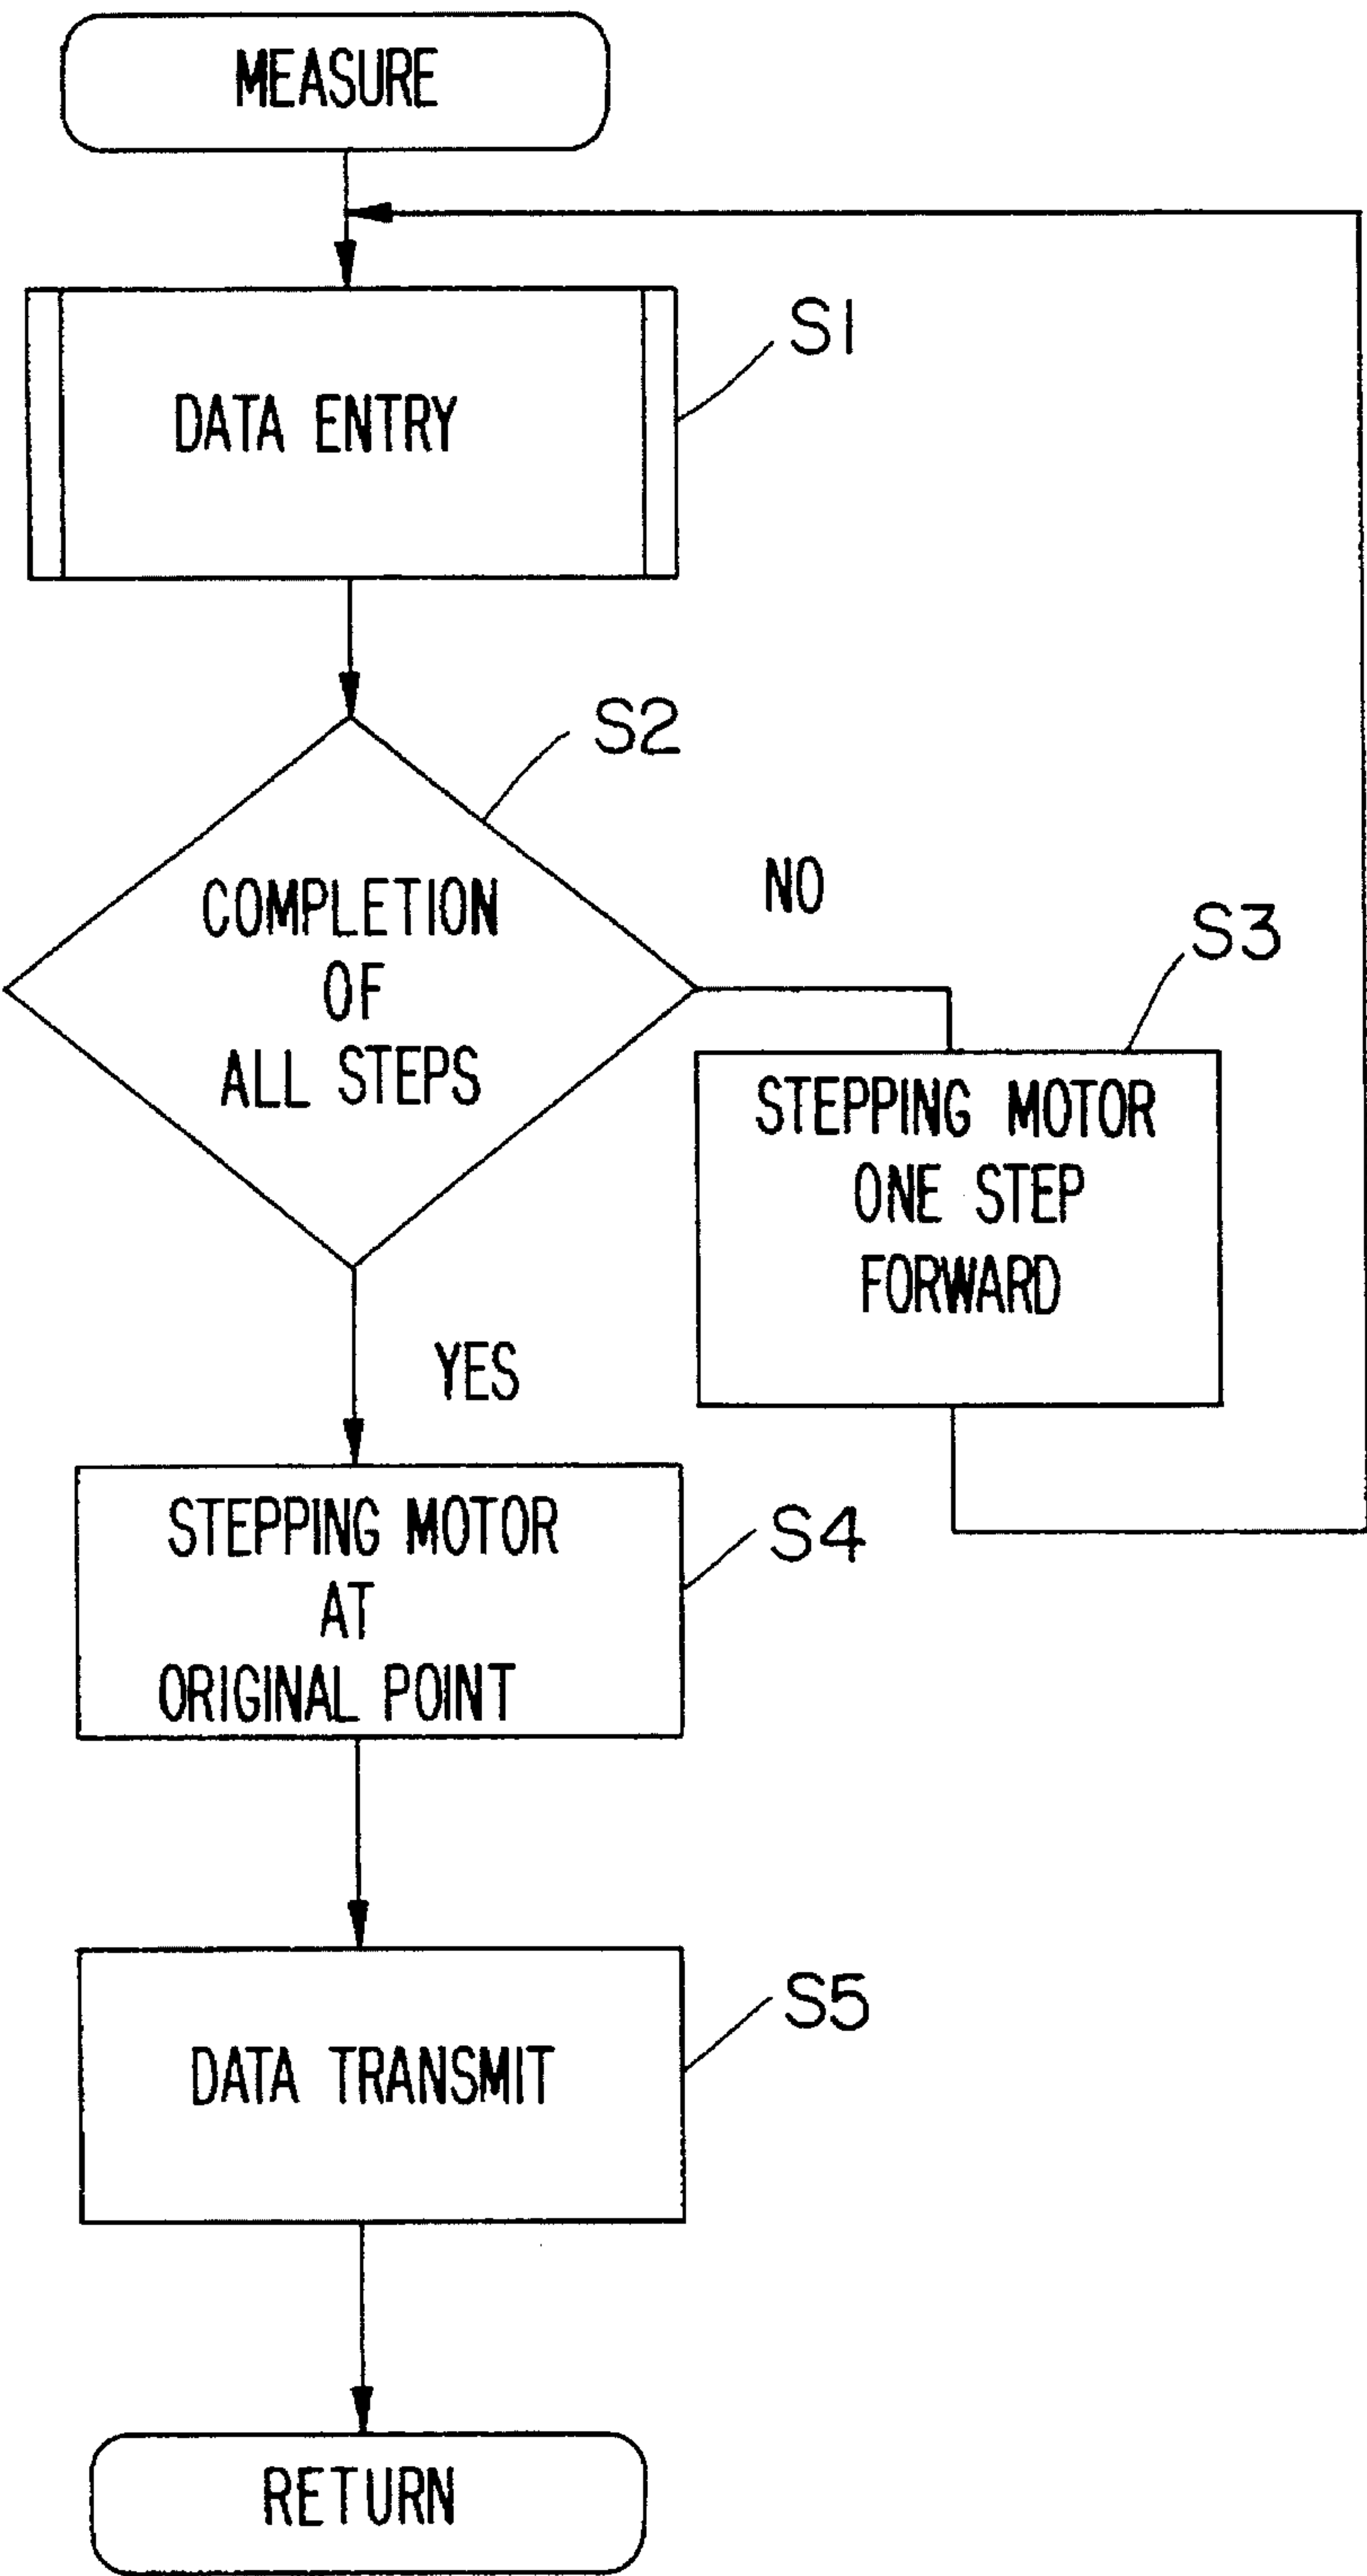 MEASURE
S1
DATA ENTRY
S2
COMPLETION
OF
ALL STEPS
NO
S3
STEPPING MOTOR
ONE STEP
FORWARD
YES
STEPPING MOTOR
AT
ORIGINAL POINT
S4
DATA TRANSMIT
S5
RETURN